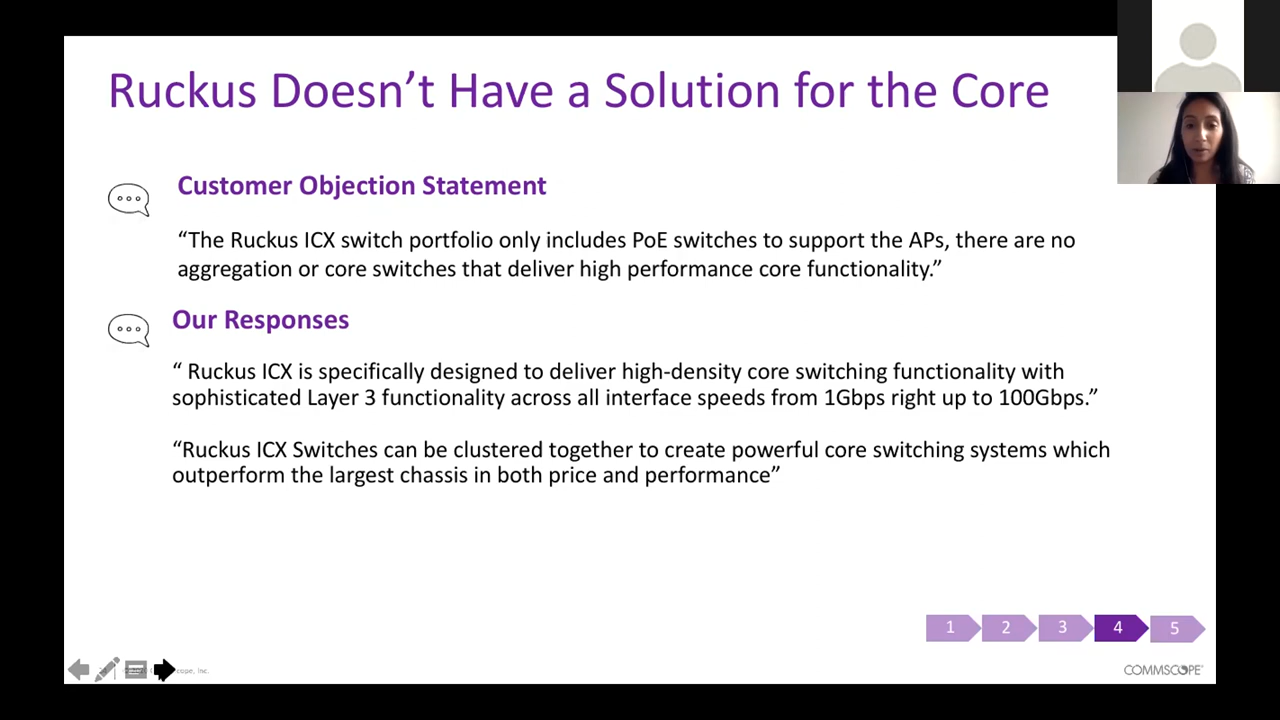 Ruckus Doesn’t Have a Solution for the Core
Customer Objection Statement
“The Ruckus ICX switch portfolio only includes PoE switches to support the APs, there are no
aggregation or core switches that deliver high performance core functionality.”
Our Responses
“ Ruckus ICX is specifically designed to deliver high-density core switching functionality with
sophisticated Layer 3 functionality across all interface speeds from 1Gbps right up to 100Gbps.”
“Ruckus ICX Switches can be clustered together to create powerful core switching systems which
outperform the largest chassis in both price and performance”
1 2 3 4 5
COMMSCOPE®